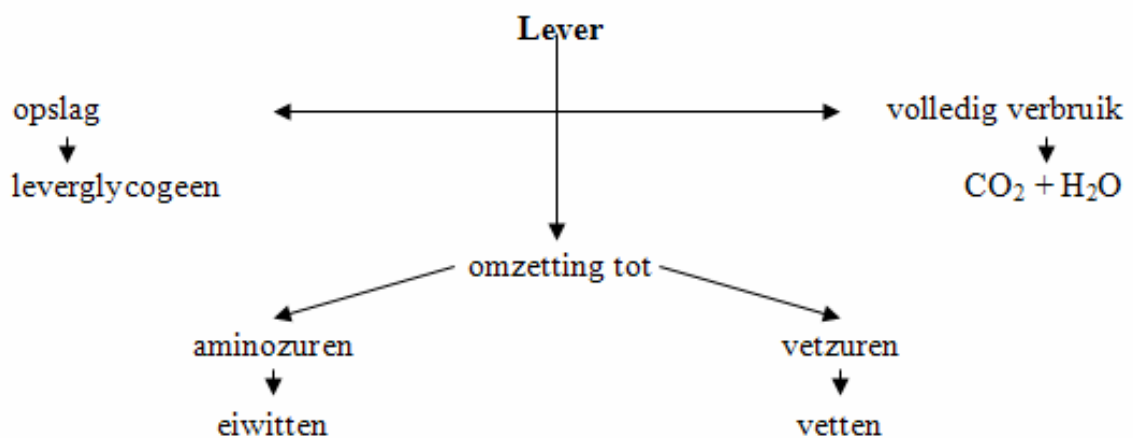 Lever
opslag
volledig verbruik
leverglycogeen
CO₂ + H₂O
omzetting tot
aminozuren
vetzuren
eiwitten
vetten